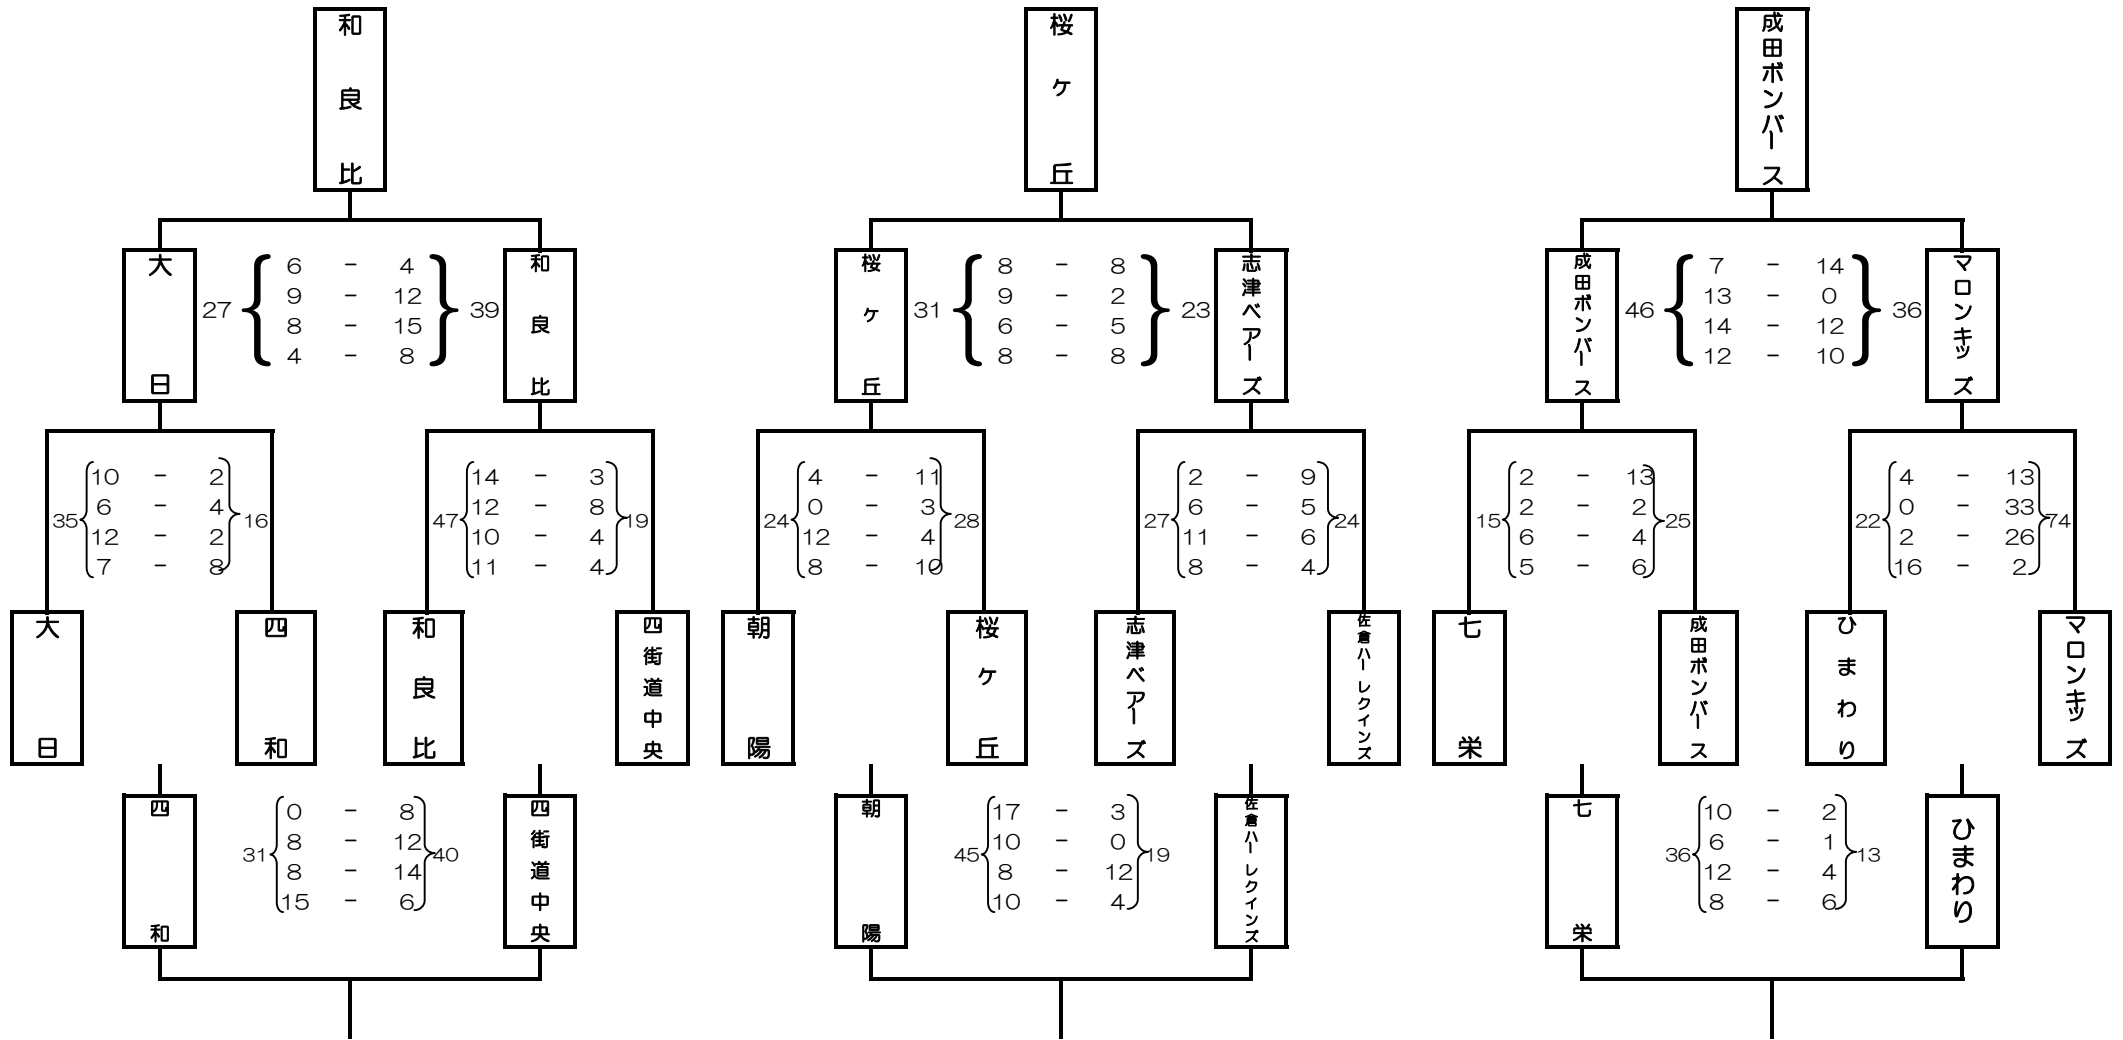 和良比
桜ヶ丘
成田ボンバース
大日
27
6 - 4
9 - 12
8 - 15
4 - 8
39
和良比
桜ヶ丘
31
8 - 8
9 - 2
6 - 5
8 - 8
23
志津ベアーズ
成田ボンバース
46
7 - 14
13 - 0
14 - 12
12 - 10
36
マロンキッズ
35
10 - 2
6 - 4
12 - 2
7 - 8
16
47
14 - 3
12 - 8
10 - 4
11 - 4
19
24
4 - 11
0 - 3
12 - 4
8 - 10
28
27
2 - 9
6 - 5
11 - 6
8 - 4
24
15
2 - 13
2 - 2
6 - 4
5 - 6
25
22
4 - 13
0 - 33
2 - 26
16 - 2
74
大日
四和
和良比
四街道中央
朝陽
桜ヶ丘
志津ベアーズ
佐倉ハーレクインズ
七栄
成田ボンバース
ひまわり
マロンキッズ
四和
31
0 - 8
8 - 12
8 - 14
15 - 6
40
四街道中央
朝陽
45
17 - 3
10 - 0
8 - 12
10 - 4
19
佐倉ハーレクインズ
七栄
36
10 - 2
6 - 1
12 - 4
8 - 6
13
ひまわり